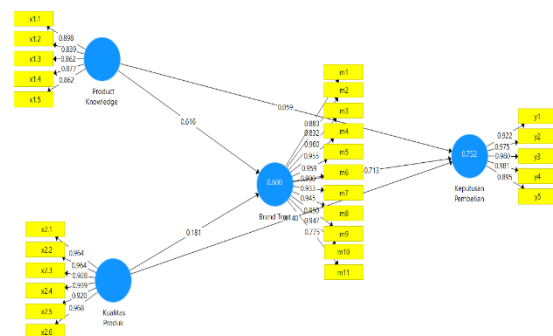 x1.1
x1.2
x1.3
x1.4
x1.5
0.898
0.839
0.862
0.877
0.862
Product
Knowledge
0.616
0.059
m1
m2
m3
m4
m5
m6
m7
m8
m9
m10
m11
0.883
0.832
0.960
0.955
0.959
0.900
0.933
0.945
0.950
0.947
0.775
0.600
Brand Trust
0.713
0.752
Keputusan
Pembelian
0.922
0.975
0.980
0.981
0.895
y1
y2
y3
y4
y5
0.181
x2.1
x2.2
x2.3
x2.4
x2.5
x2.6
0.964
0.964
0.928
0.939
0.920
0.968
Kualitas
Produk